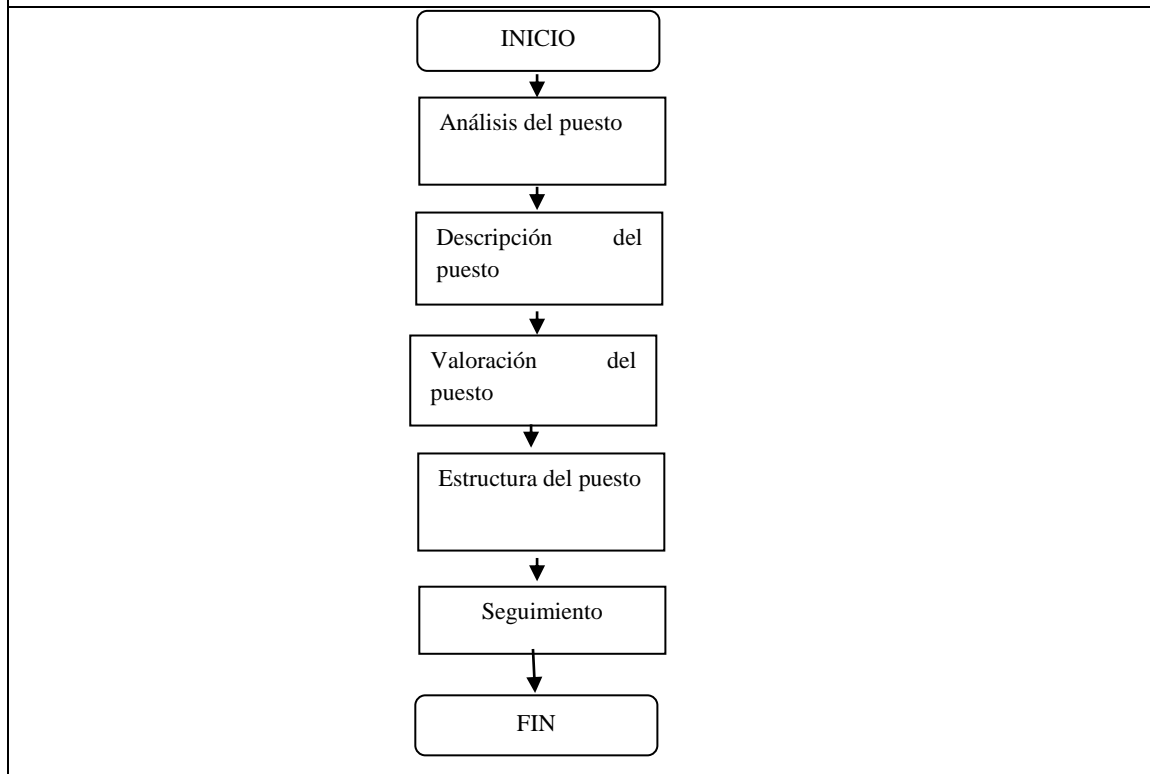 INICIO
Análisis del puesto
Descripción del
puesto
Valoración del
puesto
Estructura del puesto
Seguimiento
FIN